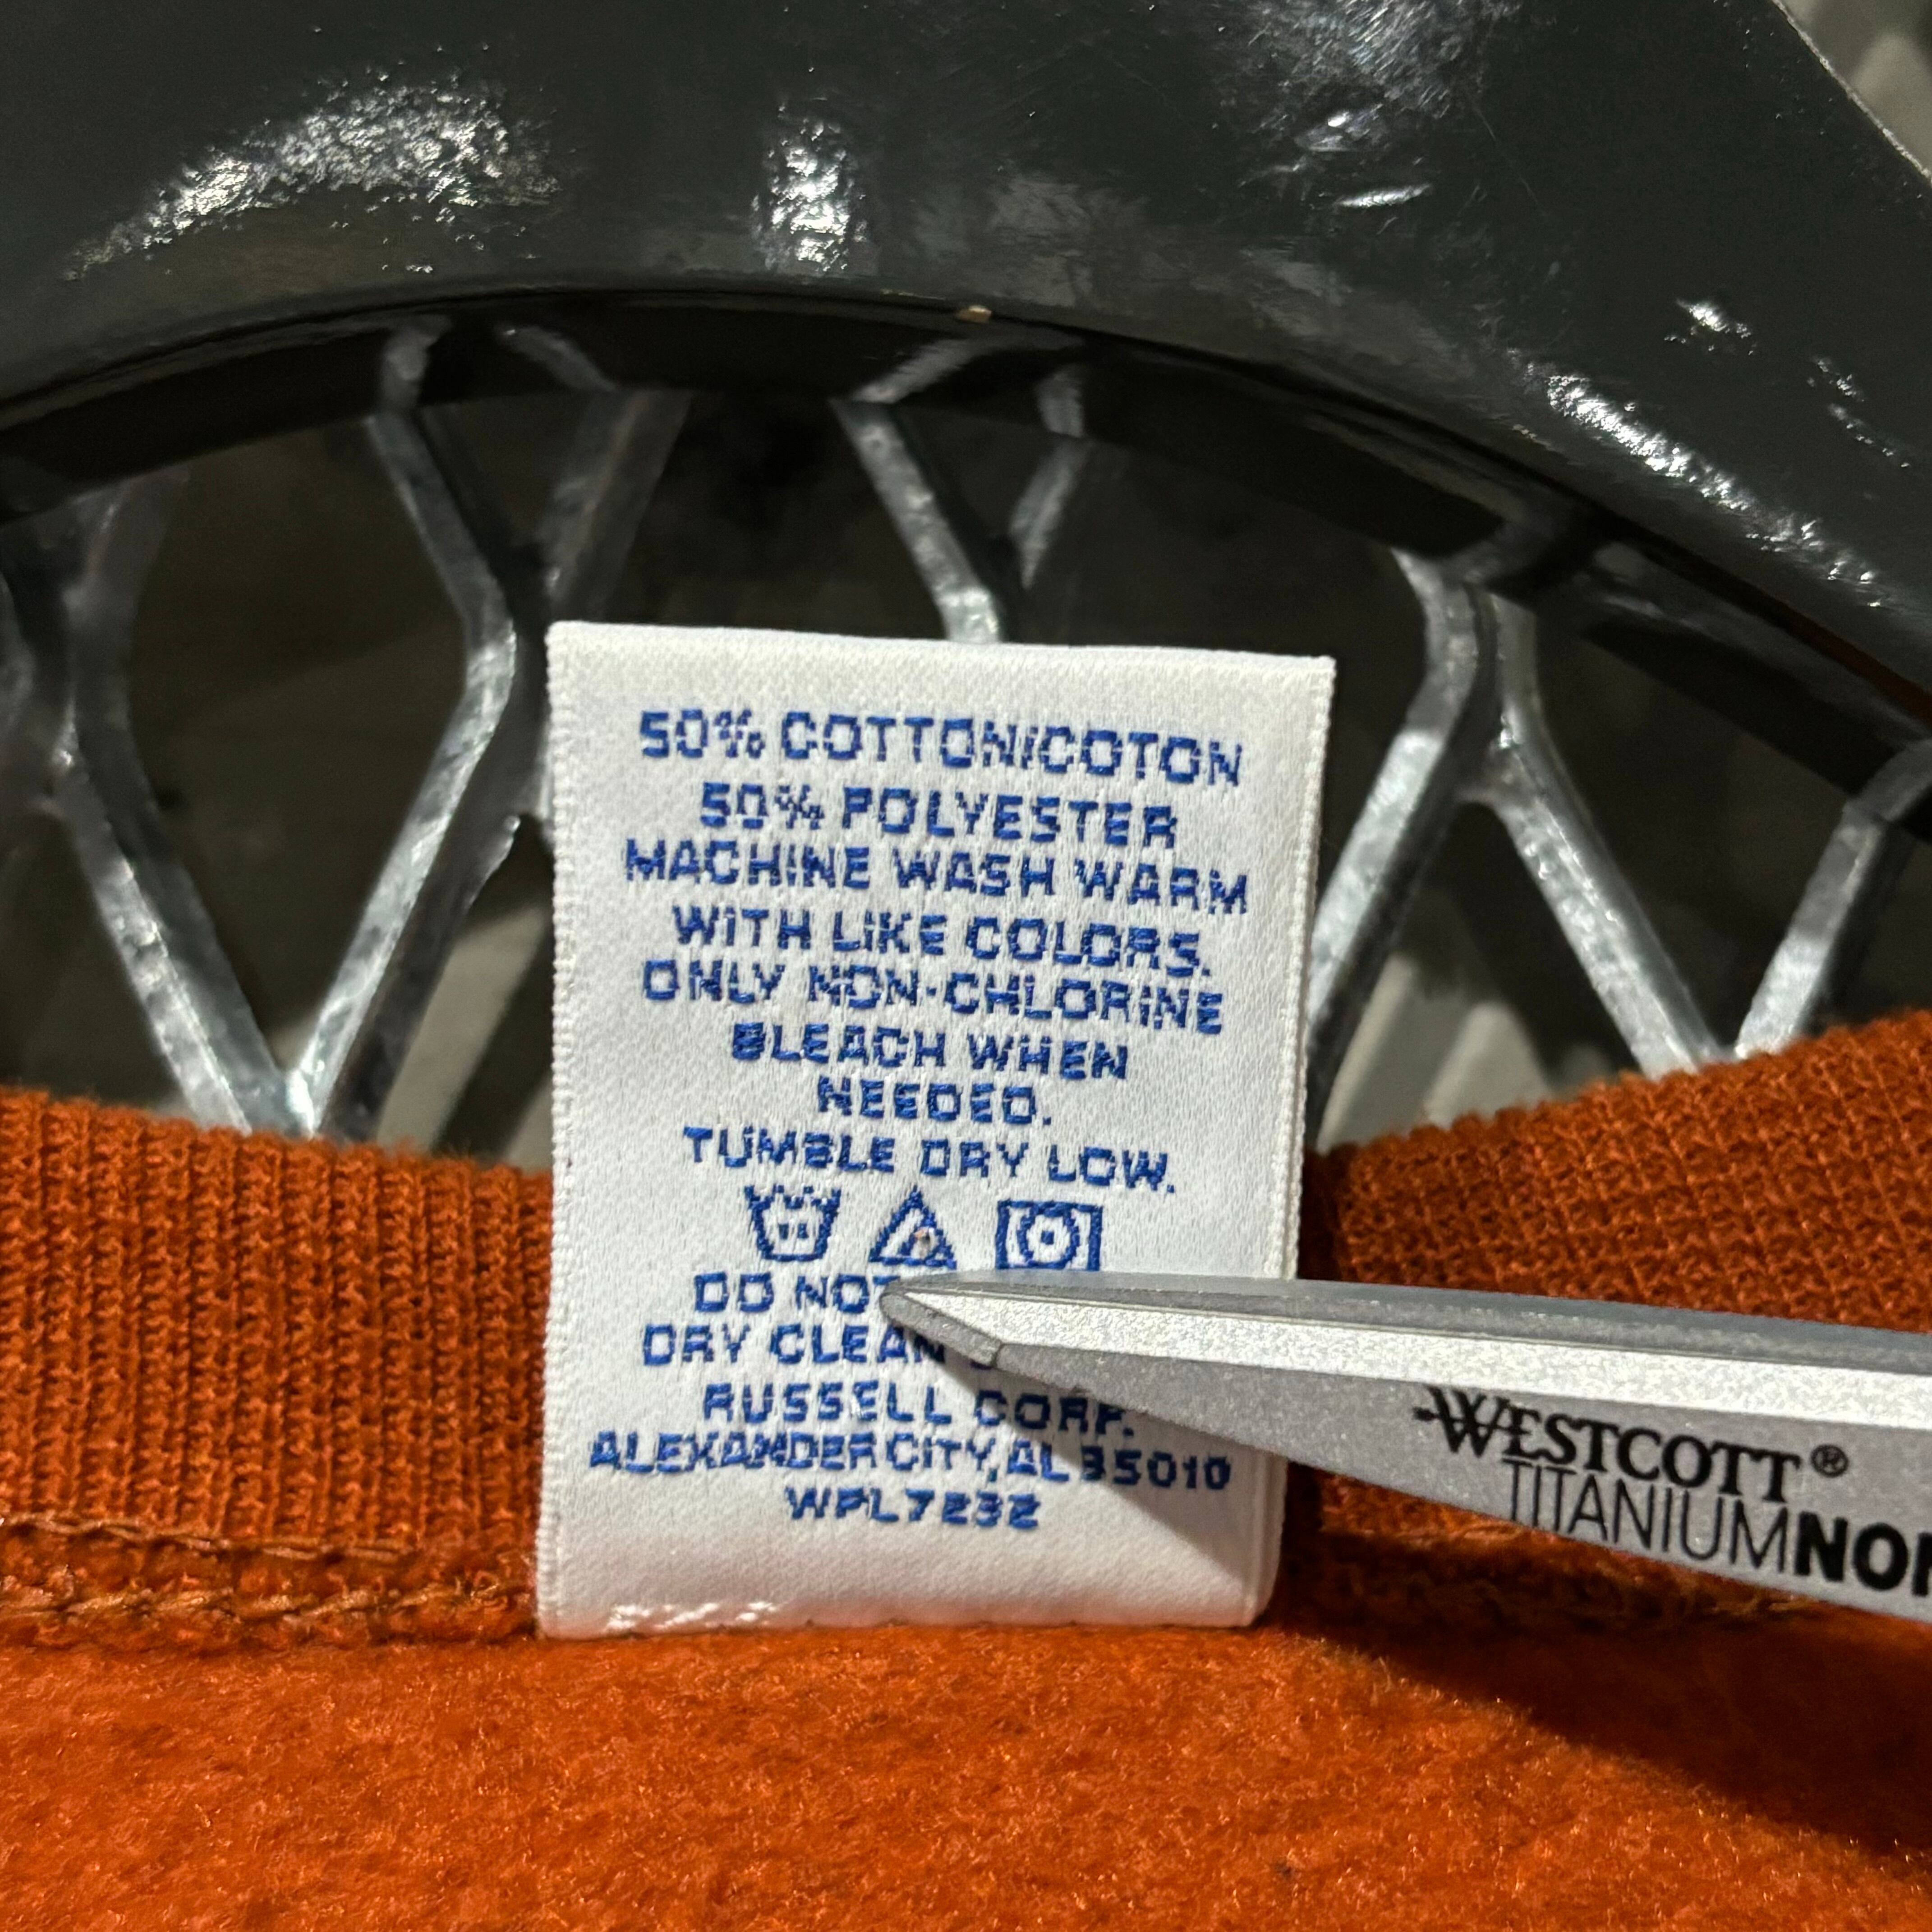 50% COTTON/COTON
50% POLYESTER
MACHINE WASH WARM
WITH LIKE COLORS.
ONLY NON-CHLORINE
BLEACH WHEN
NEEDED.
TUMBLE DRY LOW.
DO NOT
DRY CLEAN
RUSSELL CORP.
ALEXANDER CITY, AL 35010
WPL7232
WESTCOTT®
TITANIUM